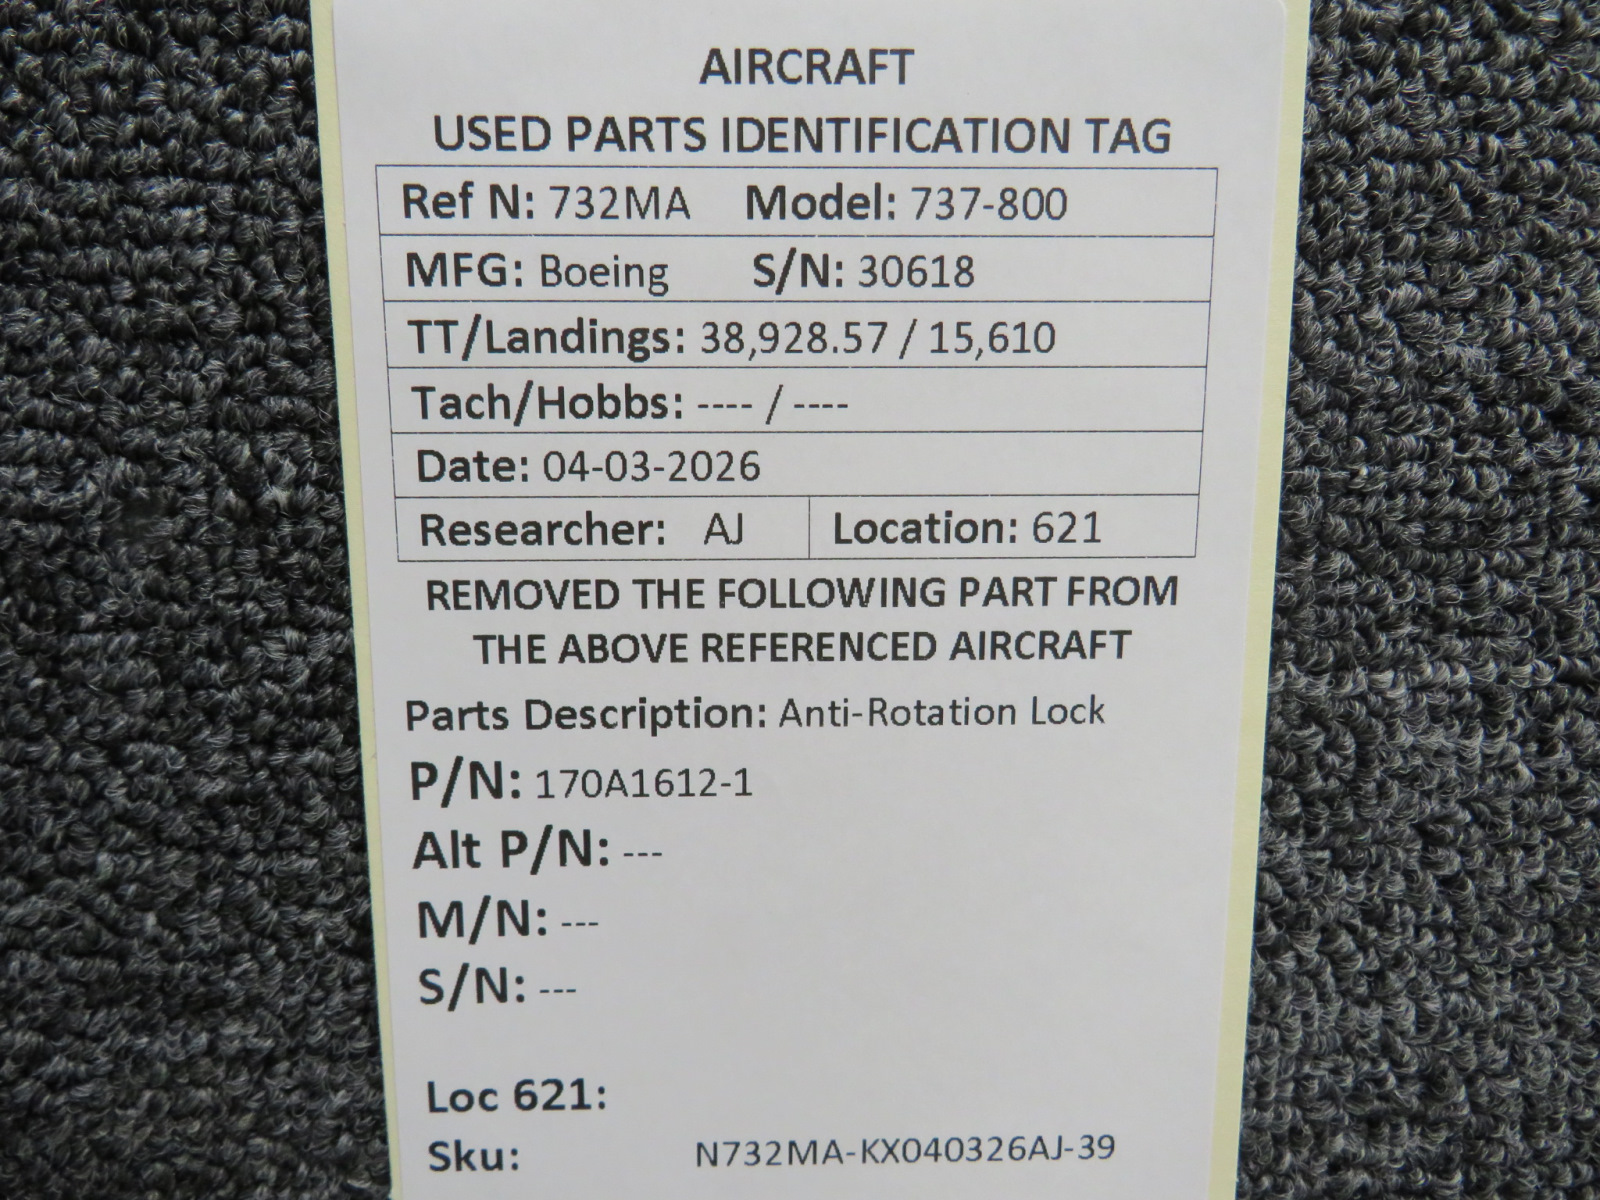 AIRCRAFT
USED PARTS IDENTIFICATION TAG
Ref N: 732MA Model: 737-800
MFG: Boeing S/N: 30618
TT/Landings: 38,928.57 / 15,610
Tach/Hobbs: ---- / ----
Date: 04-03-2026
Researcher: AJ Location: 621
REMOVED THE FOLLOWING PART FROM
THE ABOVE REFERENCED AIRCRAFT
Parts Description: Anti-Rotation Lock
P/N: 170A1612-1
Alt P/N: ---
M/N: ---
S/N: ---
Loc 621:
Sku: N732MA-KX040326AJ-39